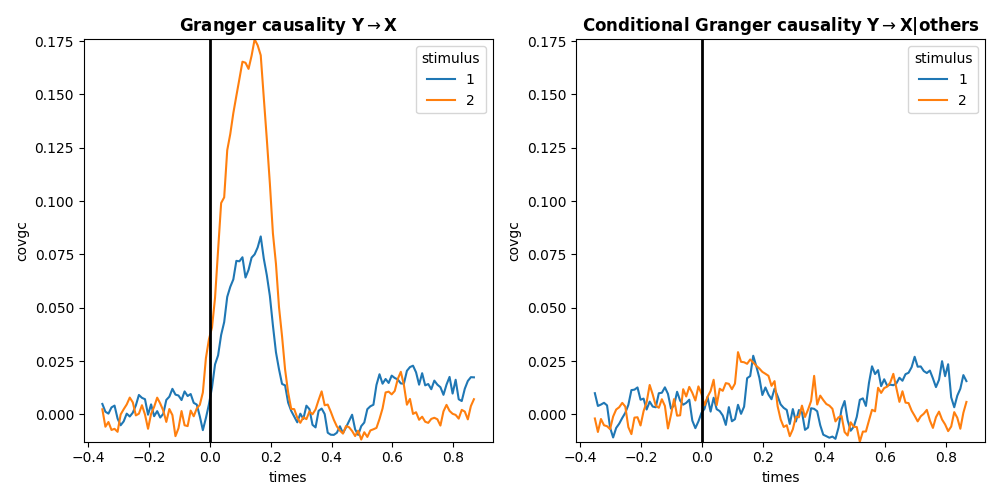 Granger causality Y→X
stimulus
1
2
0.175
0.150
0.125
0.100
0.075
0.050
0.025
0.000
covgc
−0.4 −0.2 0.0 0.2 0.4 0.6 0.8
times
Conditional Granger causality Y→X|others
stimulus
1
2
0.175
0.150
0.125
0.100
0.075
0.050
0.025
0.000
covgc
−0.4 −0.2 0.0 0.2 0.4 0.6 0.8
times